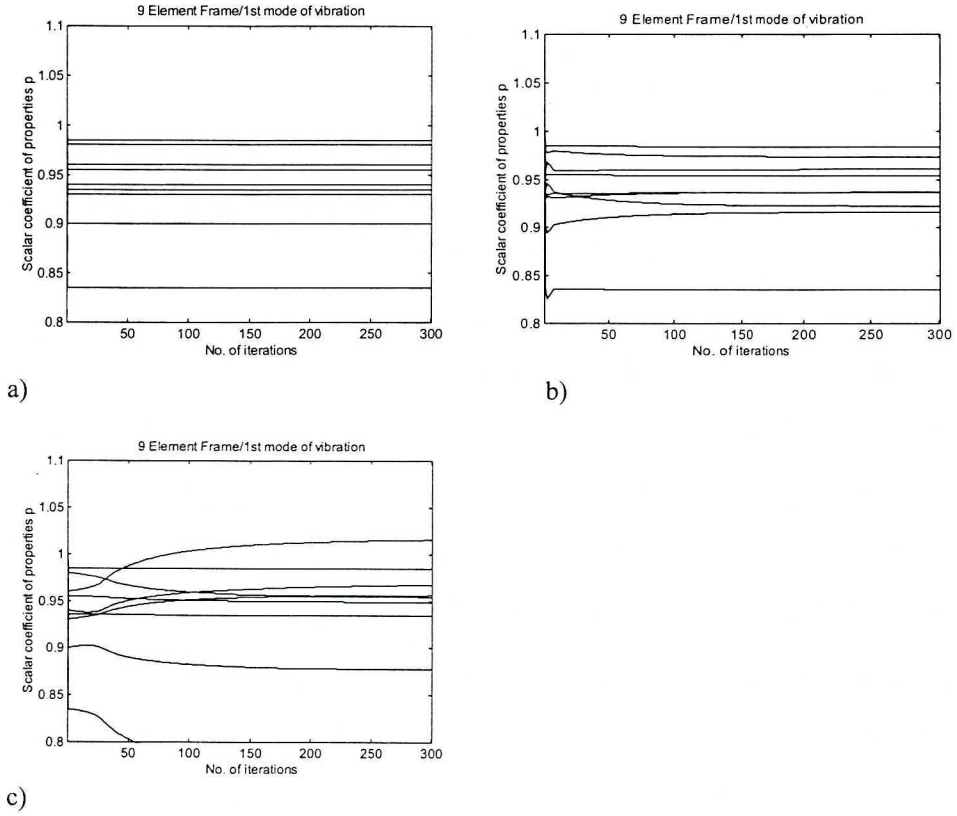 9 Element Frame/1st mode of vibration
1.1
1.05
1
0.95
0.9
0.85
0.8
Scalar coefficient of properties p
50 100 150 200 250 300
No. of iterations
a)
9 Element Frame/1st mode of vibration
1.1
1.05
1
0.95
0.9
0.85
0.8
Scalar coefficient of properties p
50 100 150 200 250 300
No. of iterations
b)
9 Element Frame/1st mode of vibration
1.1
1.05
1
0.95
0.9
0.85
0.8
Scalar coefficient of properties p
50 100 150 200 250 300
No. of iterations
c)